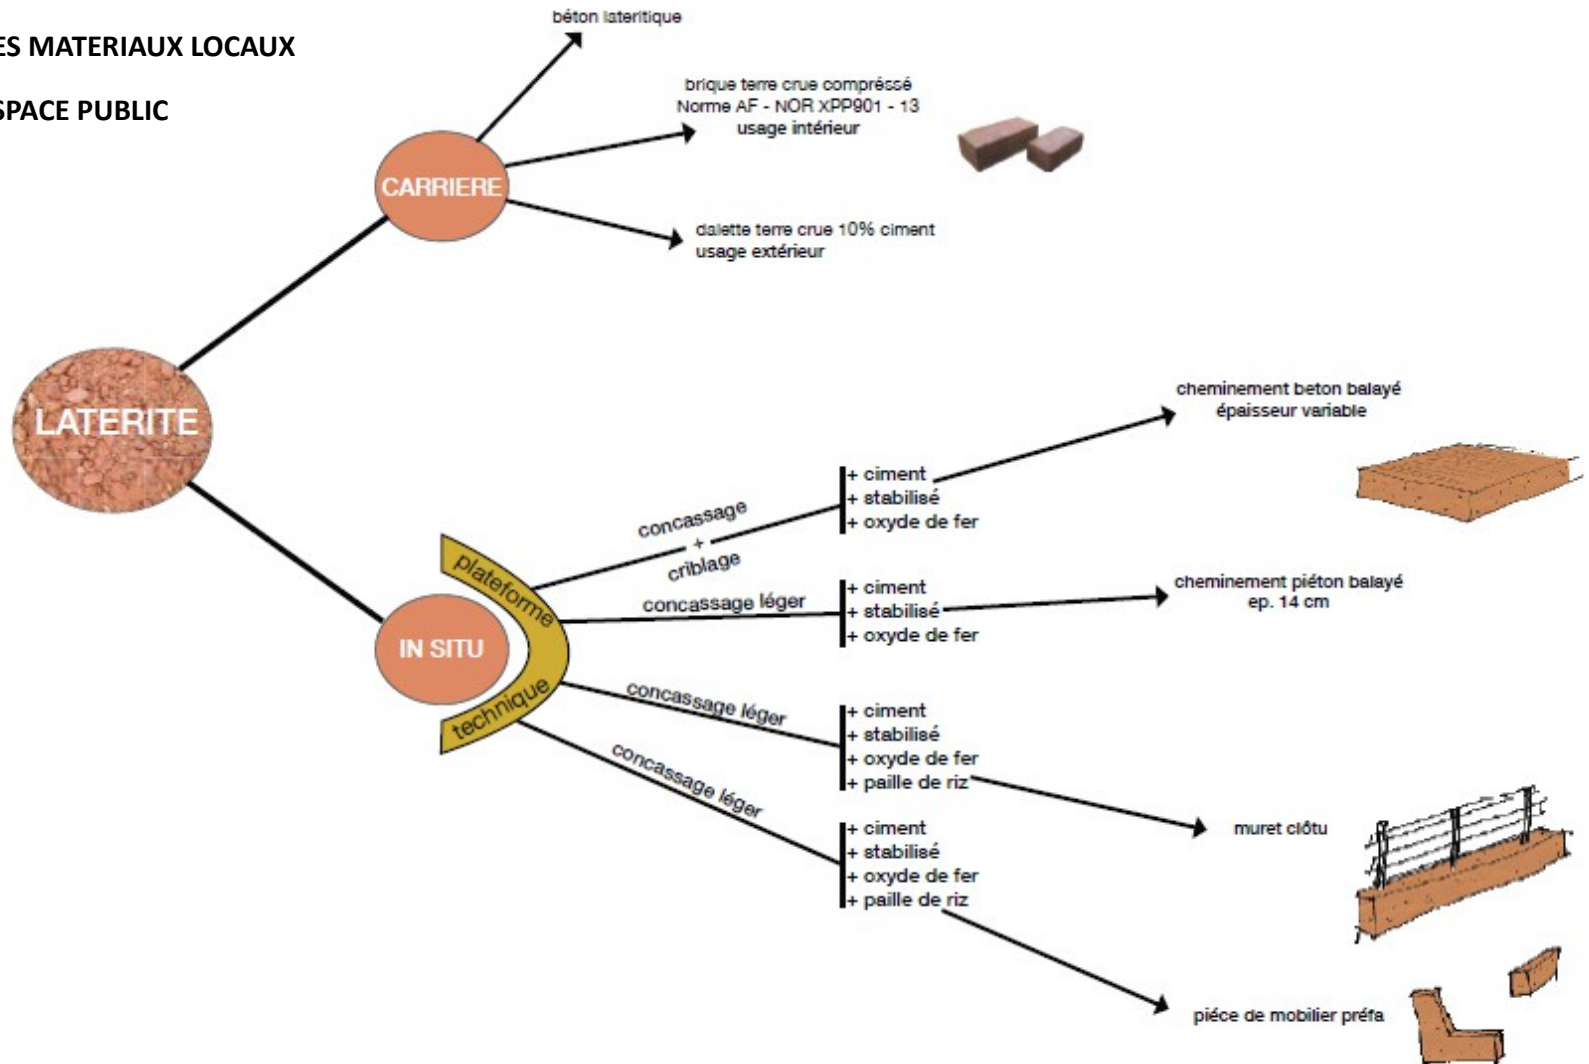 ES MATERIAUX LOCAUX
SPACE PUBLIC
béton lateritique
brique terre crue compréssé
Norme AF - NOR XPP901 - 13
usage intérieur
CARRIERE
dalette terre crue 10% ciment
usage extérieur
LATERITE
cheminement beton balayé
épaisseur variable
concassage
+
criblage
+ ciment
+ stabilisé
+ oxyde de fer
plateforme
technique
IN SITU
concassage léger
+ ciment
+ stabilisé
+ oxyde de fer
cheminement piéton balayé
ep. 14 cm
concassage léger
+ ciment
+ stabilisé
+ oxyde de fer
+ paille de riz
muret clôtu
concassage léger
+ ciment
+ stabilisé
+ oxyde de fer
+ paille de riz
piéce de mobilier préfa